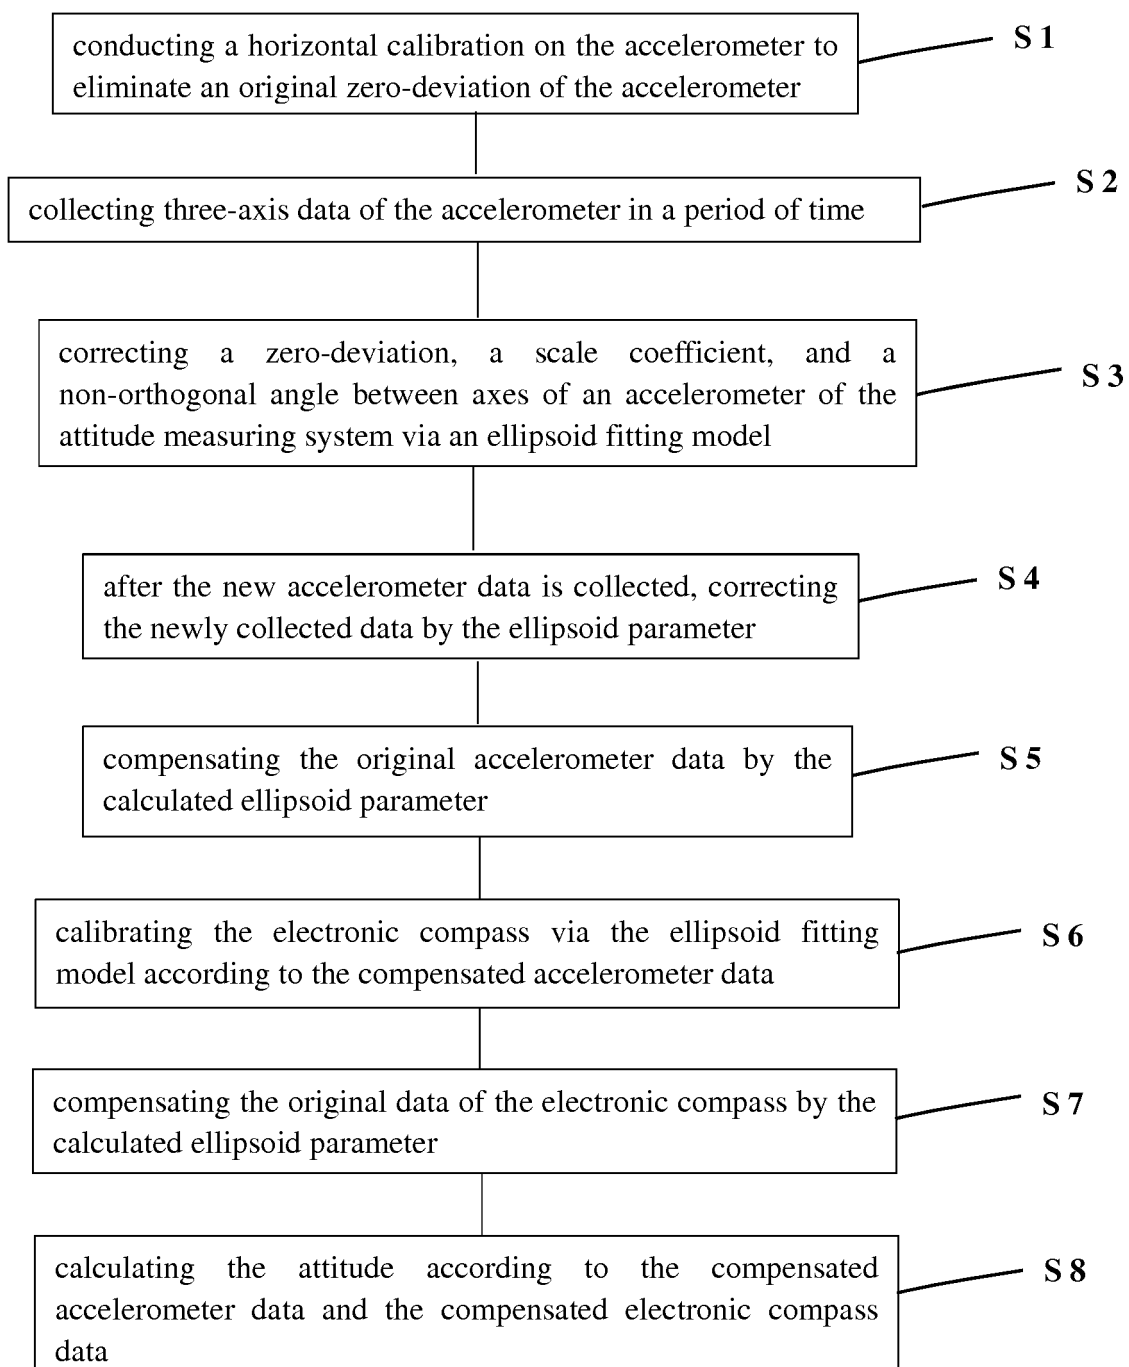 conducting a horizontal calibration on the accelerometer to
eliminate an original zero-deviation of the accelerometer
S 1
collecting three-axis data of the accelerometer in a period of time
S 2
correcting a zero-deviation, a scale coefficient, and a
non-orthogonal angle between axes of an accelerometer of the
attitude measuring system via an ellipsoid fitting model
S 3
after the new accelerometer data is collected, correcting
the newly collected data by the ellipsoid parameter
S 4
compensating the original accelerometer data by the
calculated ellipsoid parameter
S 5
calibrating the electronic compass via the ellipsoid fitting
model according to the compensated accelerometer data
S 6
compensating the original data of the electronic compass by the
calculated ellipsoid parameter
S 7
calculating the attitude according to the compensated
accelerometer data and the compensated electronic compass
data
S 8